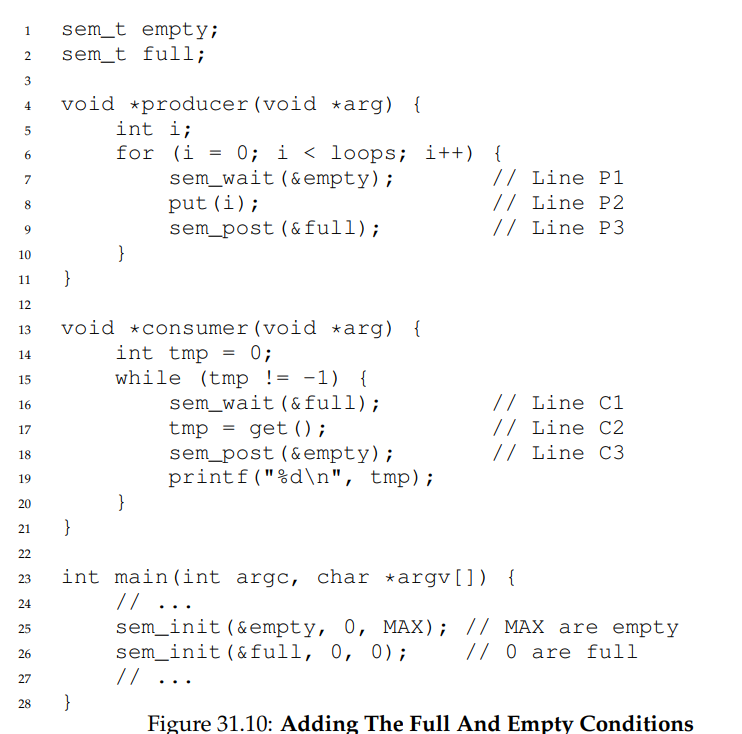 1 sem_t empty;
2 sem_t full;
3
4 void *producer(void *arg) {
5     int i;
6     for (i = 0; i < loops; i++) {
7         sem_wait(&empty);        // Line P1
8         put(i);                  // Line P2
9         sem_post(&full);         // Line P3
10     }
11 }
12
13 void *consumer(void *arg) {
14     int tmp = 0;
15     while (tmp != -1) {
16         sem_wait(&full);         // Line C1
17         tmp = get();             // Line C2
18         sem_post(&empty);        // Line C3
19         printf("%d\n", tmp);
20     }
21 }
22
23 int main(int argc, char *argv[]) {
24     // ...
25     sem_init(&empty, 0, MAX); // MAX are empty
26     sem_init(&full, 0, 0);    // 0 are full
27     // ...
28 }
Figure 31.10: Adding The Full And Empty Conditions